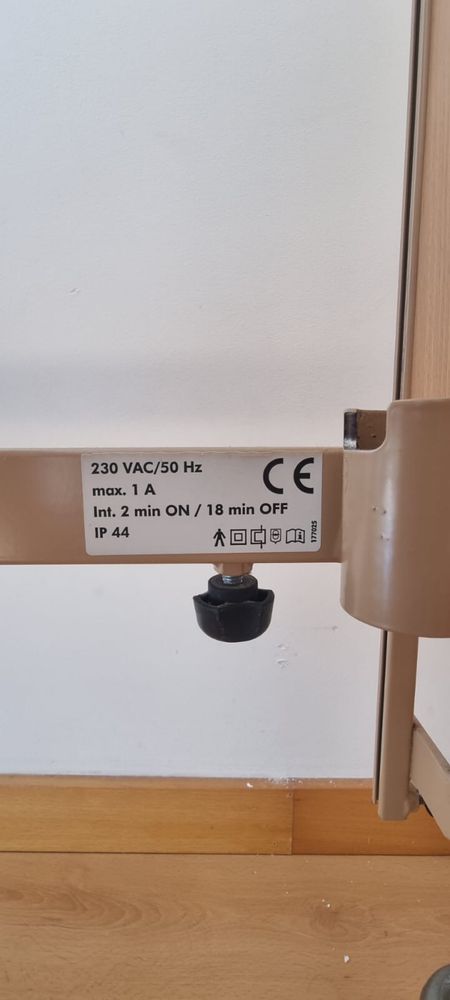 230 VAC/50 Hz
max. 1 A
Int. 2 min ON / 18 min OFF
IP 44
CE
177025